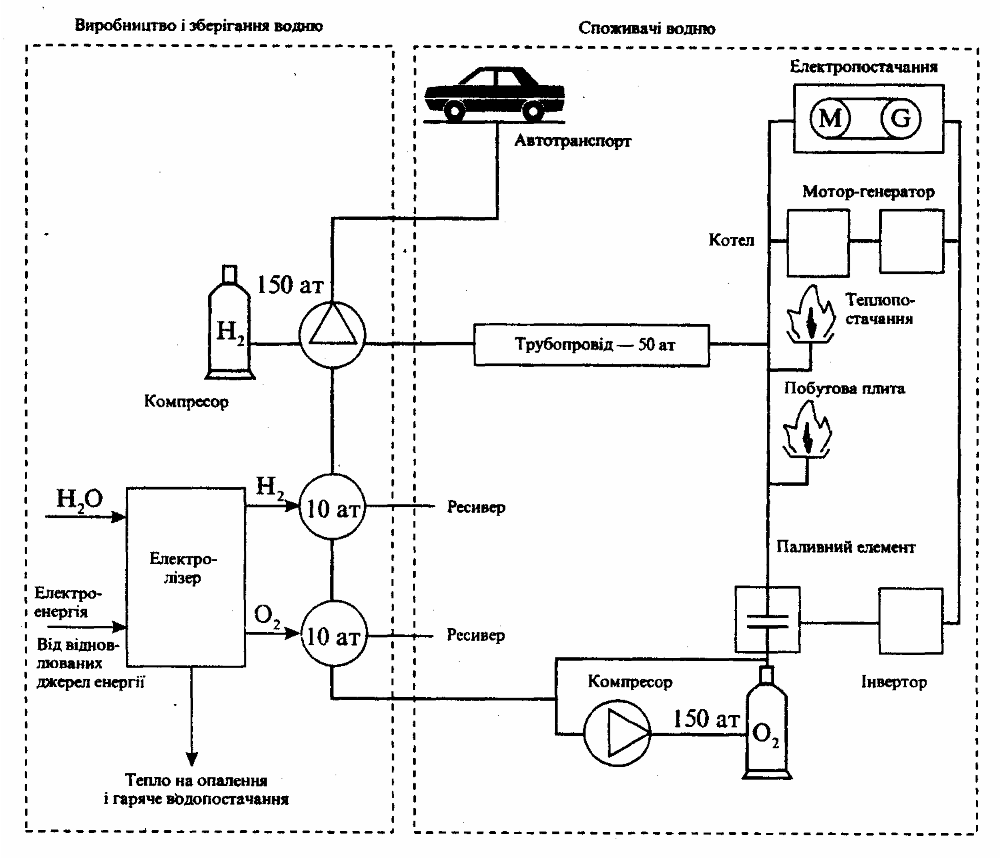 Виробництво і зберігання водню
Споживачі водню
Електропостачання
M
G
Автотранспорт
Мотор-генератор
Котел
150 ат
H2
Теплопо-
стачання
Трубопровід — 50 ат
Компресор
Побутова плита
H2O
H2
10 ат
Ресивер
Електро-
лізер
Паливний елемент
Електро-
енергія
O2
10 ат
Ресивер
Від віднов-
люваних
джерел енергії
Компресор
Інвертор
150 ат
O2
Тепло на опалення
і гаряче водопостачання